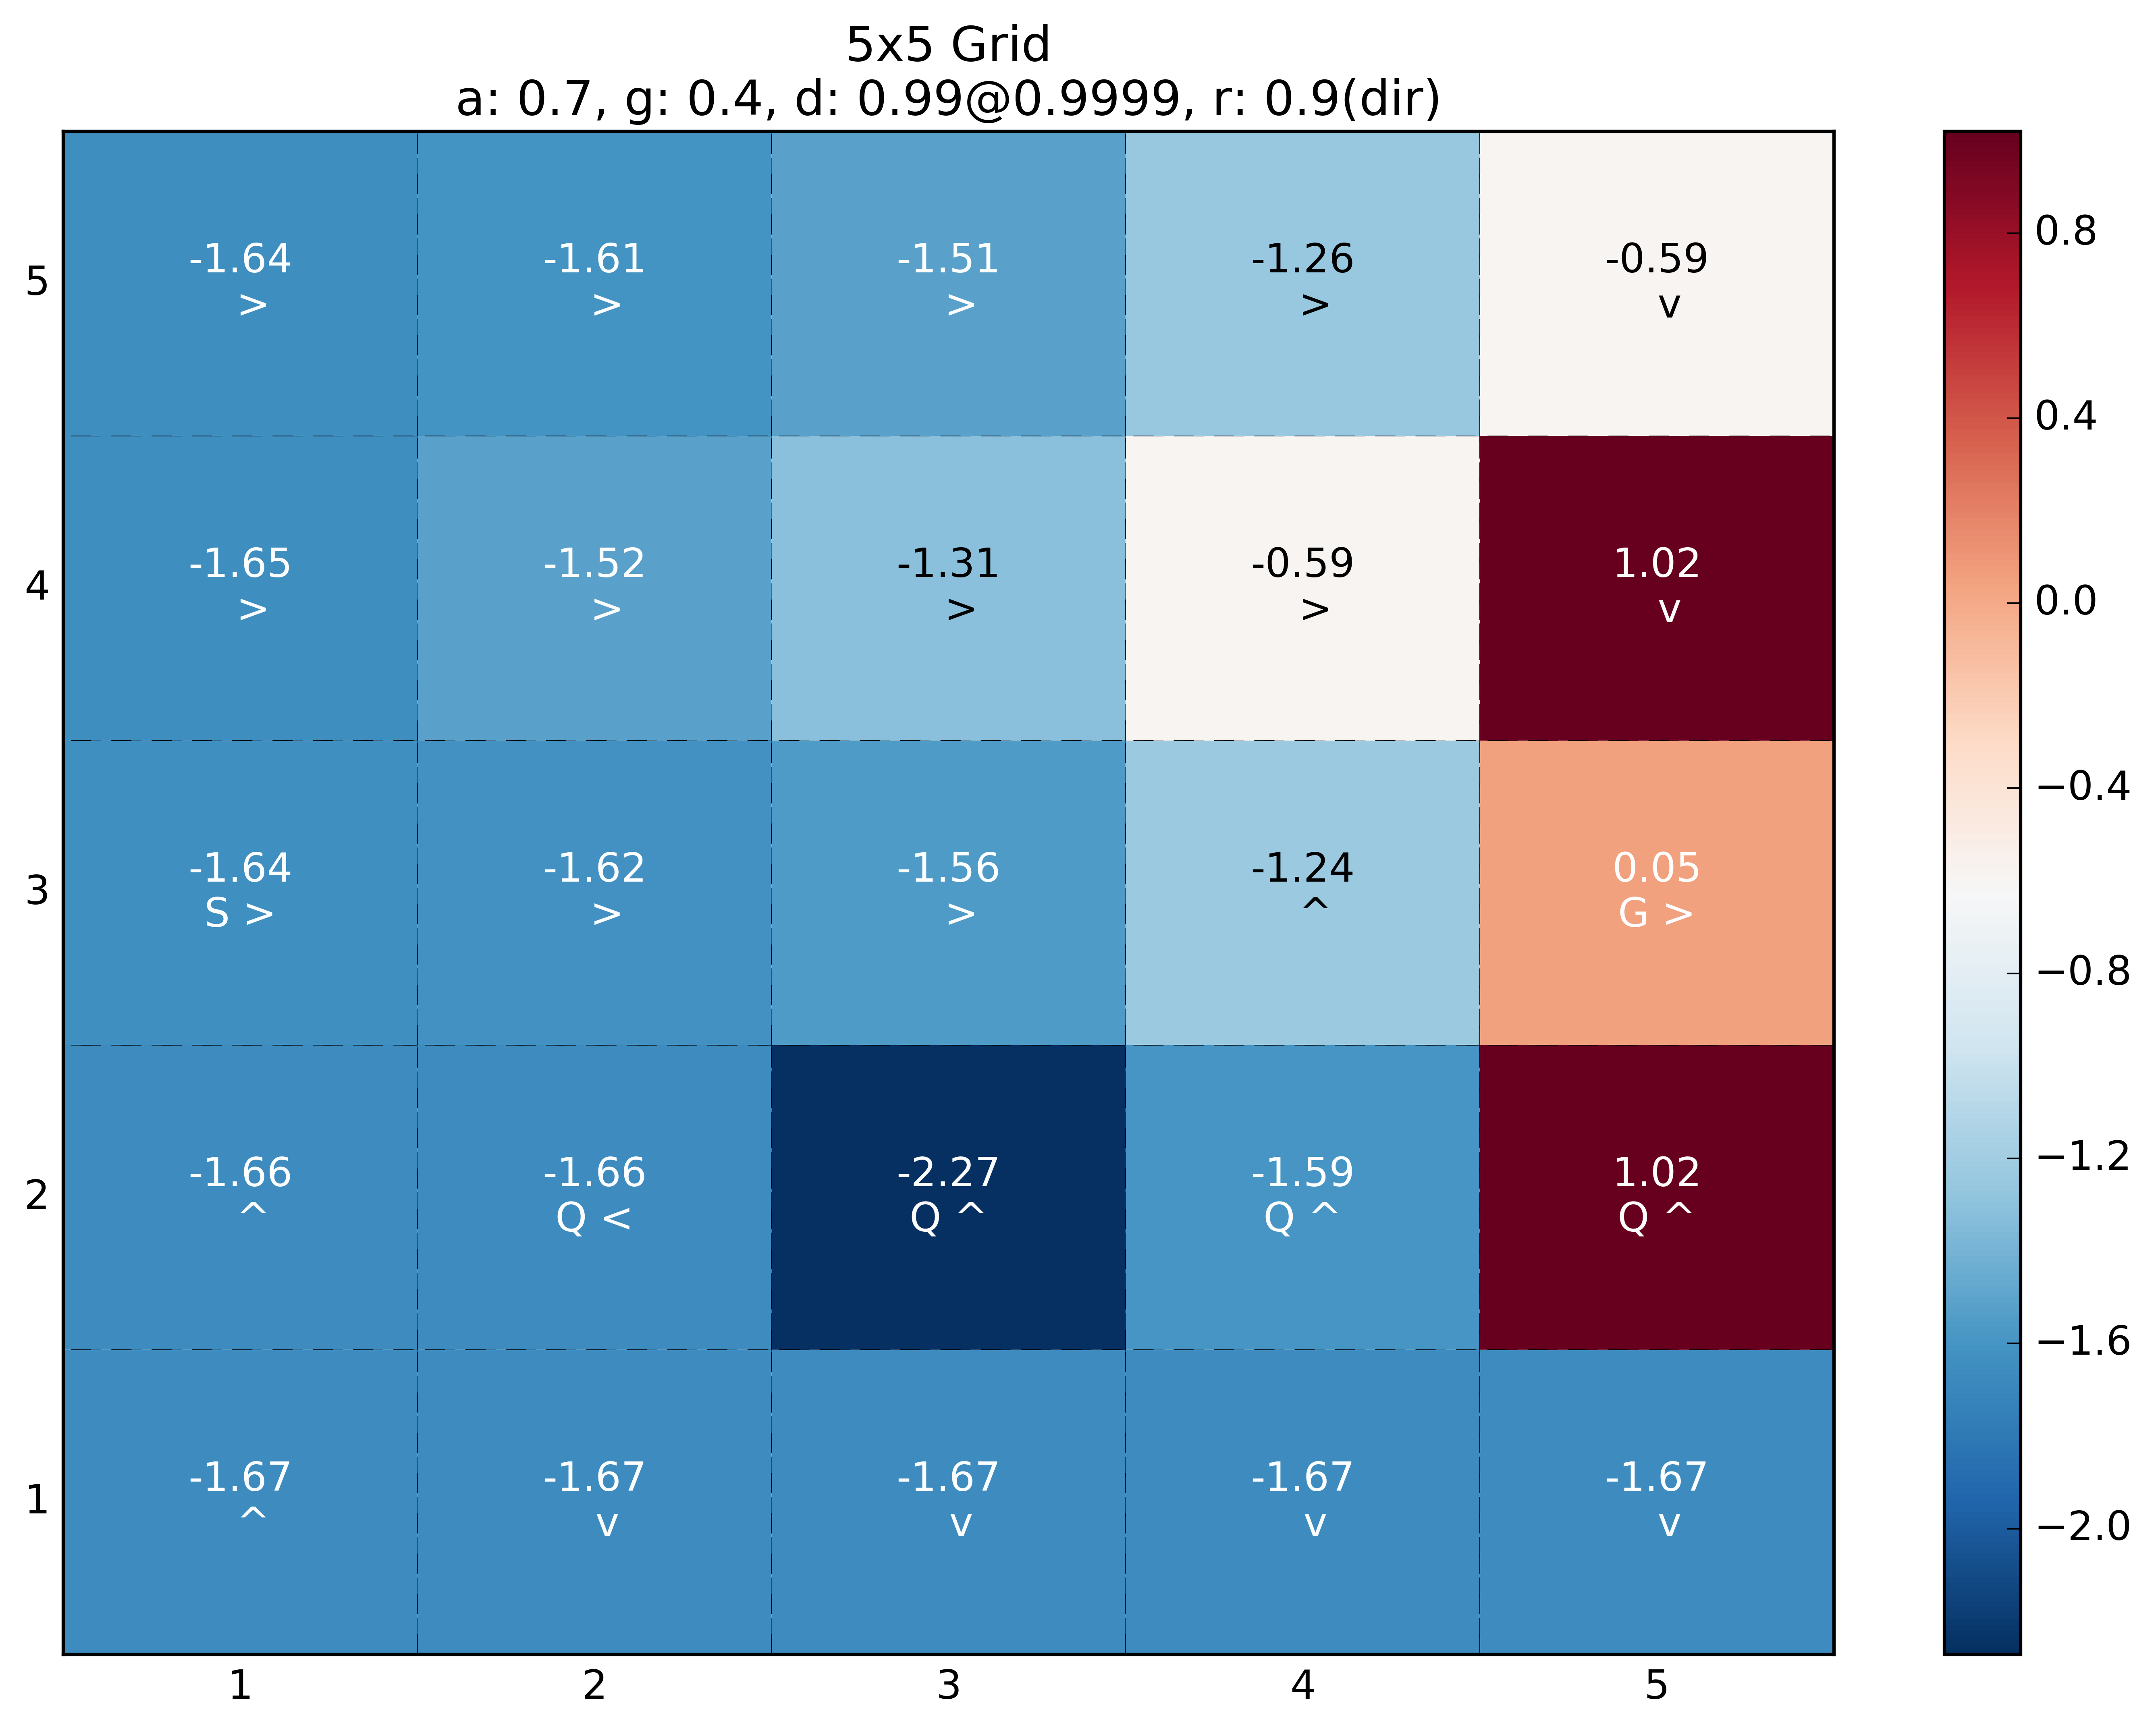 5x5 Grid
a: 0.7, g: 0.4, d: 0.99@0.9999, r: 0.9(dir)
5 -1.64 -1.61 -1.51 -1.26 -0.59
> > > > v
4 -1.65 -1.52 -1.31 -0.59 1.02
> > > > v
3 -1.64 -1.62 -1.56 -1.24 0.05
S > > > ^ G >
2 -1.66 -1.66 -2.27 -1.59 1.02
^ Q < Q ^ Q ^ Q ^
1 -1.67 -1.67 -1.67 -1.67 -1.67
^ v v v v
1 2 3 4 5
0.8
0.4
0.0
−0.4
−0.8
−1.2
−1.6
−2.0